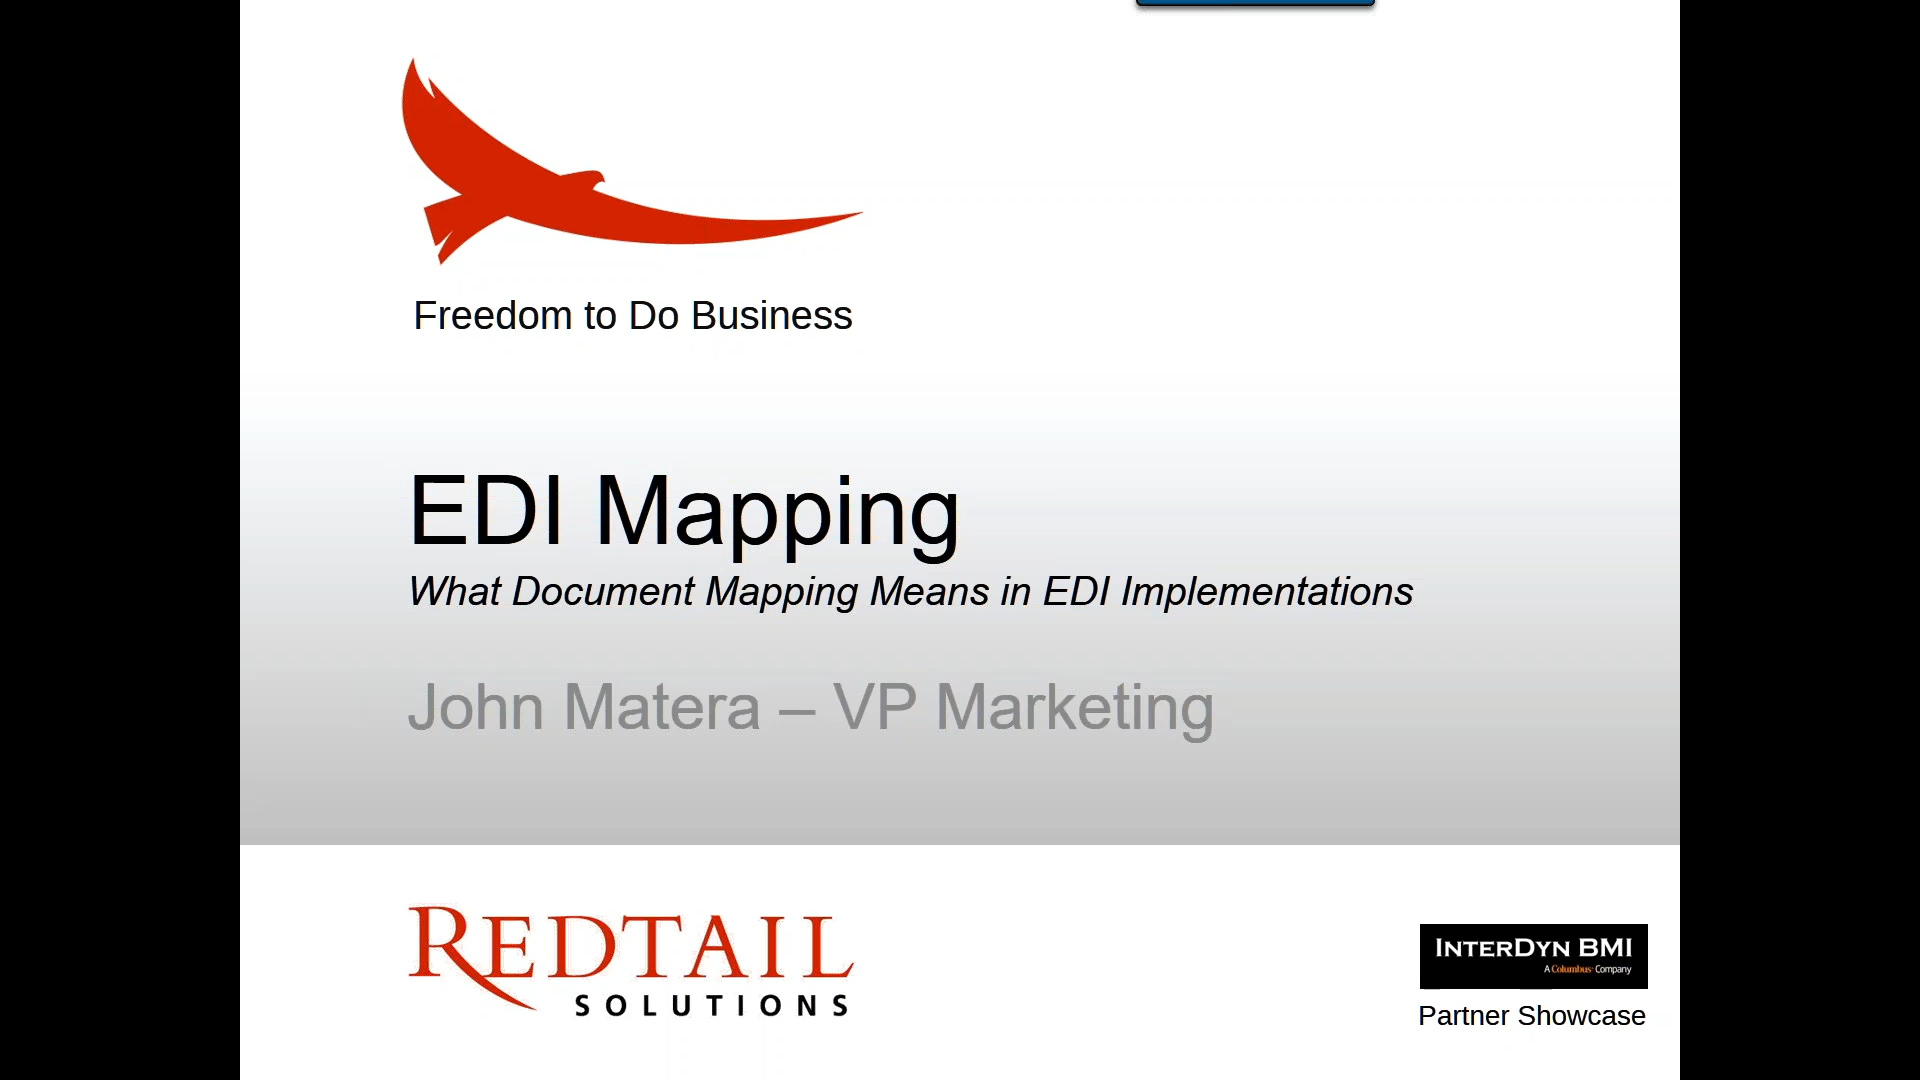 Freedom to Do Business
EDI Mapping
What Document Mapping Means in EDI Implementations
John Matera – VP Marketing
REDTAIL
SOLUTIONS
INTERDYN BMI
A Columbus Company
Partner Showcase